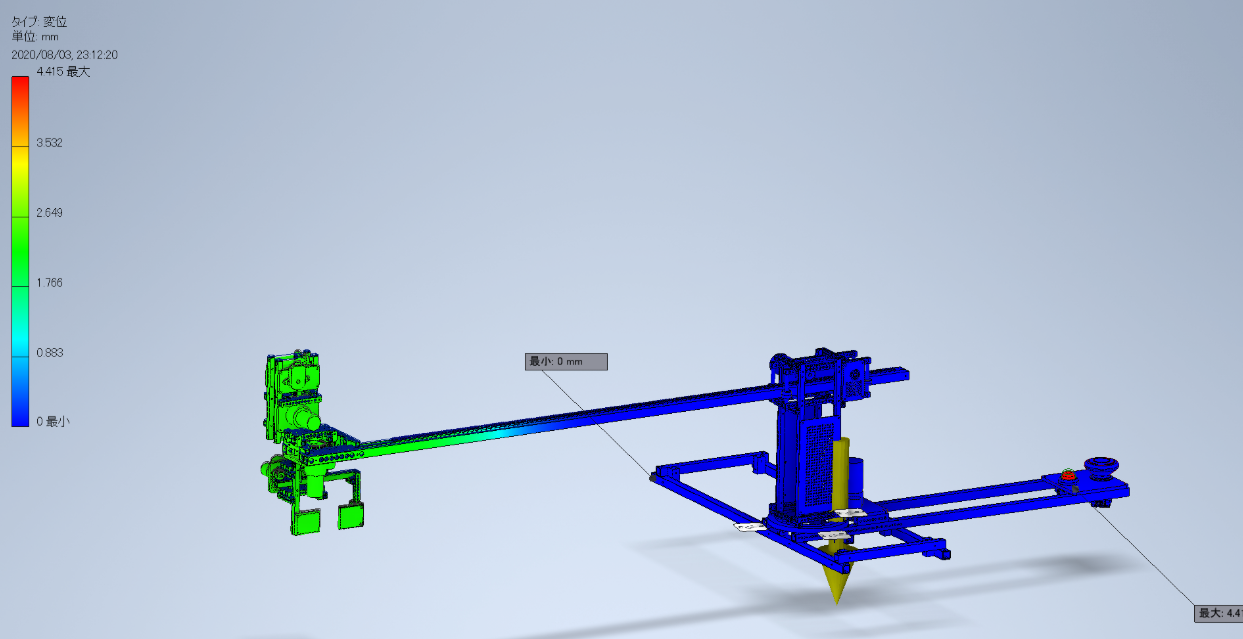 タイプ: 変位
単位: mm
2020/08/03, 23:12:20
4.415 最大
3.532
2.649
1.766
0.883
0 最小
最小: 0 mm
最大: 4.41